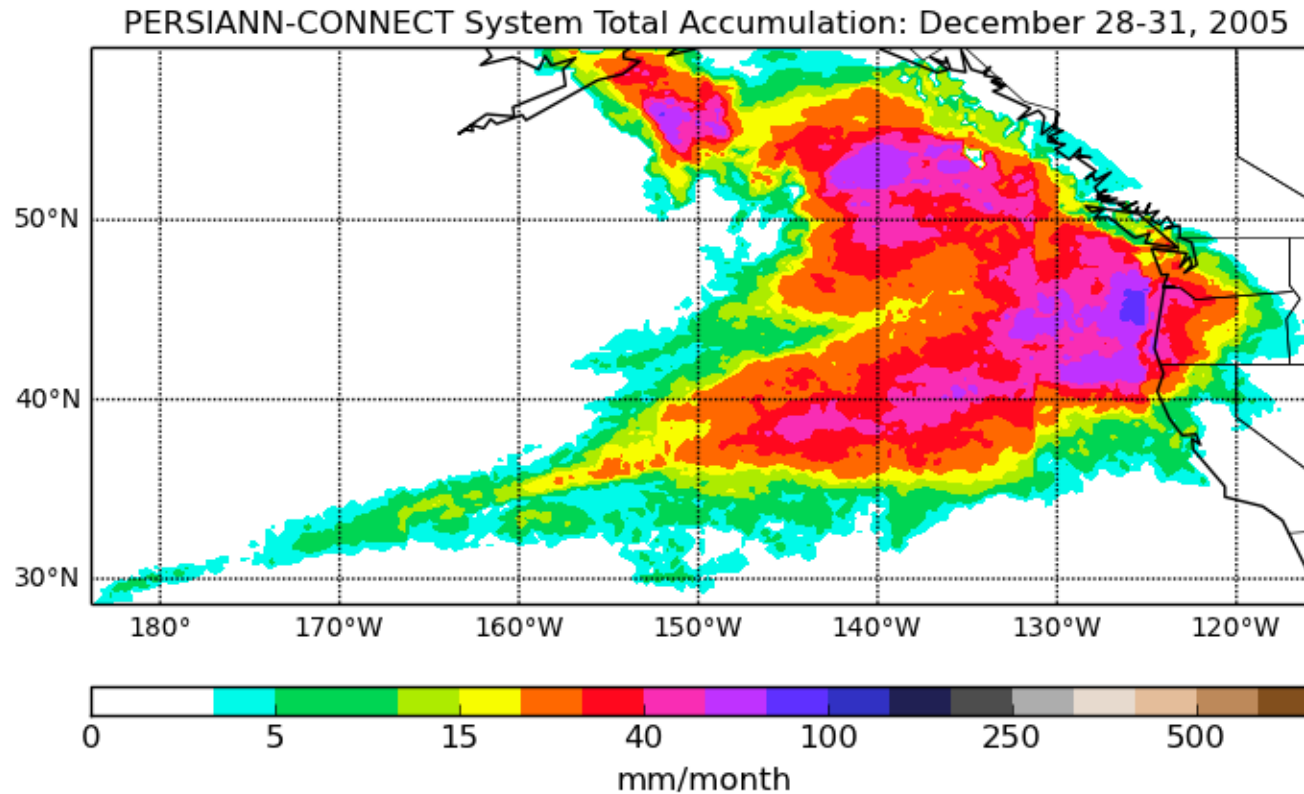 PERSIANN-CONNECT System Total Accumulation: December 28-31, 2005
50°N
40°N
30°N
180° 170°W 160°W 150°W 140°W 130°W 120°W
0 5 15 40 100 250 500
mm/month